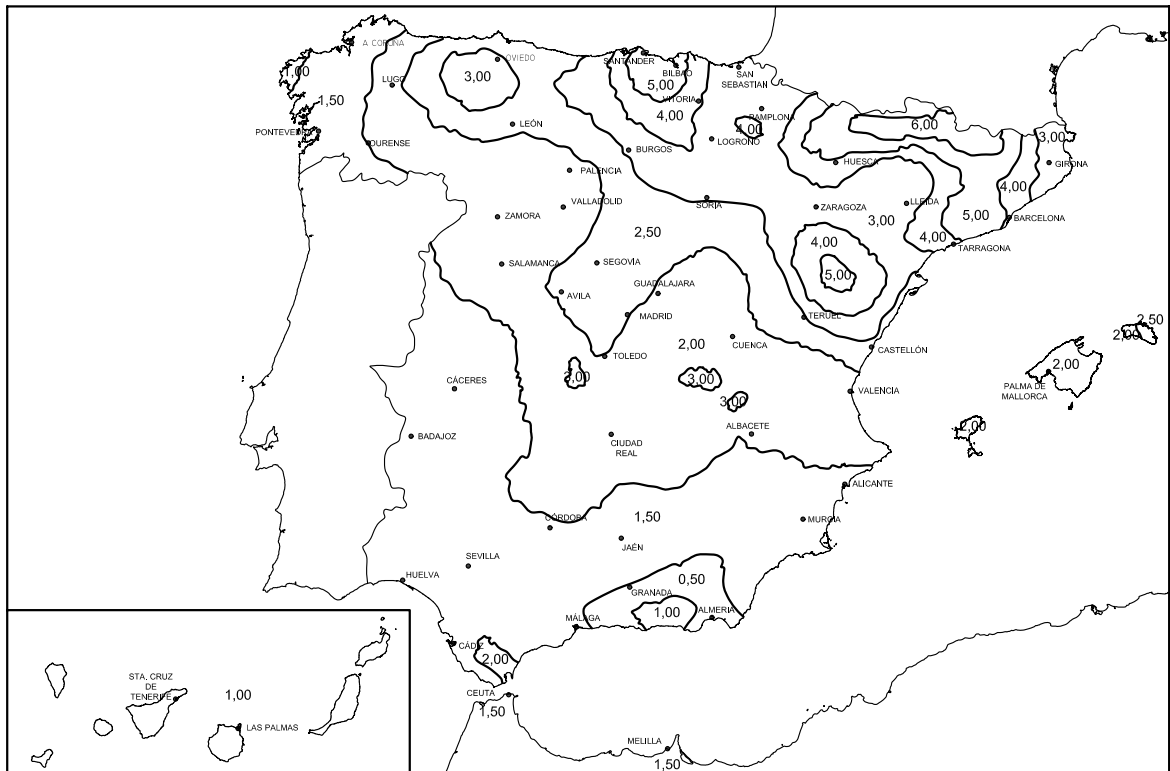 A CORUÑA
OVIEDO
SANTANDER
BILBAO
SAN
SEBASTIAN
1,00
LUGO
3,00
5,00
VITORIA
1,50
4,00
PAMPLONA
4,00
6,00
LEÓN
PONTEVEDRA
OURENSE
LOGROÑO
3,00
BURGOS
HUESCA
GIRONA
PALENCIA
4,00
VALLADOLID
SORIA
ZARAGOZA
LLEIDA
ZAMORA
3,00
5,00
BARCELONA
2,50
4,00
4,00
TARRAGONA
SALAMANCA
SEGOVIA
5,00
GUADALAJARA
AVILA
MADRID
TERUEL
2,50
2,00
2,00
CUENCA
CASTELLÓN
TOLEDO
2,00
3,00
3,00
CÁCERES
PALMA DE
MALLORCA
VALENCIA
3,00
2,00
ALBACETE
BADAJOZ
CIUDAD
REAL
ALICANTE
1,50
MURCIA
CÓRDOBA
JAÉN
SEVILLA
HUELVA
0,50
GRANADA
1,00
ALMERIA
MÁLAGA
CÁDIZ
2,00
STA. CRUZ
DE
TENERIFE
1,00
CEUTA
1,50
LAS PALMAS
MELILLA
1,50